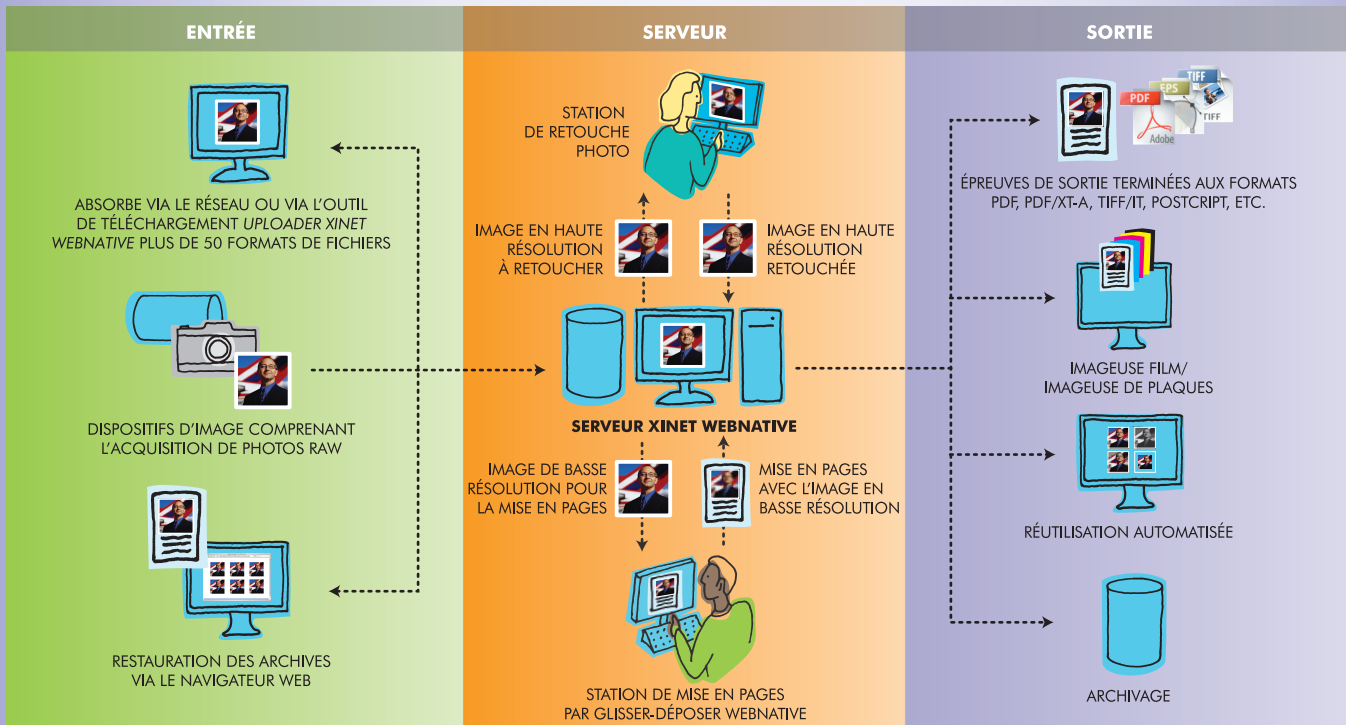 ENTRÉE
ABSORBE VIA LE RÉSEAU OU VIA L'OUTIL
DE TÉLÉCHARGEMENT UPLOADER XINET
WEBNATIVE PLUS DE 50 FORMATS DE FICHIERS
DISPOSITIFS D'IMAGE COMPRENANT
L'ACQUISITION DE PHOTOS RAW
RESTAURATION DES ARCHIVES
VIA LE NAVIGATEUR WEB
SERVEUR
STATION
DE RETOUCHE
PHOTO
IMAGE EN HAUTE
RÉSOLUTION
À RETOUCHER
IMAGE EN HAUTE
RÉSOLUTION
RETOUCHÉE
SERVEUR XINET WEBNATIVE
IMAGE DE BASSE
RÉSOLUTION POUR
LA MISE EN PAGES
MISE EN PAGES
AVEC L'IMAGE EN
BASSE RÉSOLUTION
STATION DE MISE EN PAGES
PAR GLISSER-DÉPOSER WEBNATIVE
SORTIE
TIFF
EPS
PDF
TIFF
Adobe
ÉPREUVES DE SORTIE TERMINÉES AUX FORMATS
PDF, PDF/XT-A, TIFF/IT, POSTCRIPT, ETC.
IMAGEUSE FILM/
IMAGEUSE DE PLAQUES
RÉUTILISATION AUTOMATISÉE
ARCHIVAGE